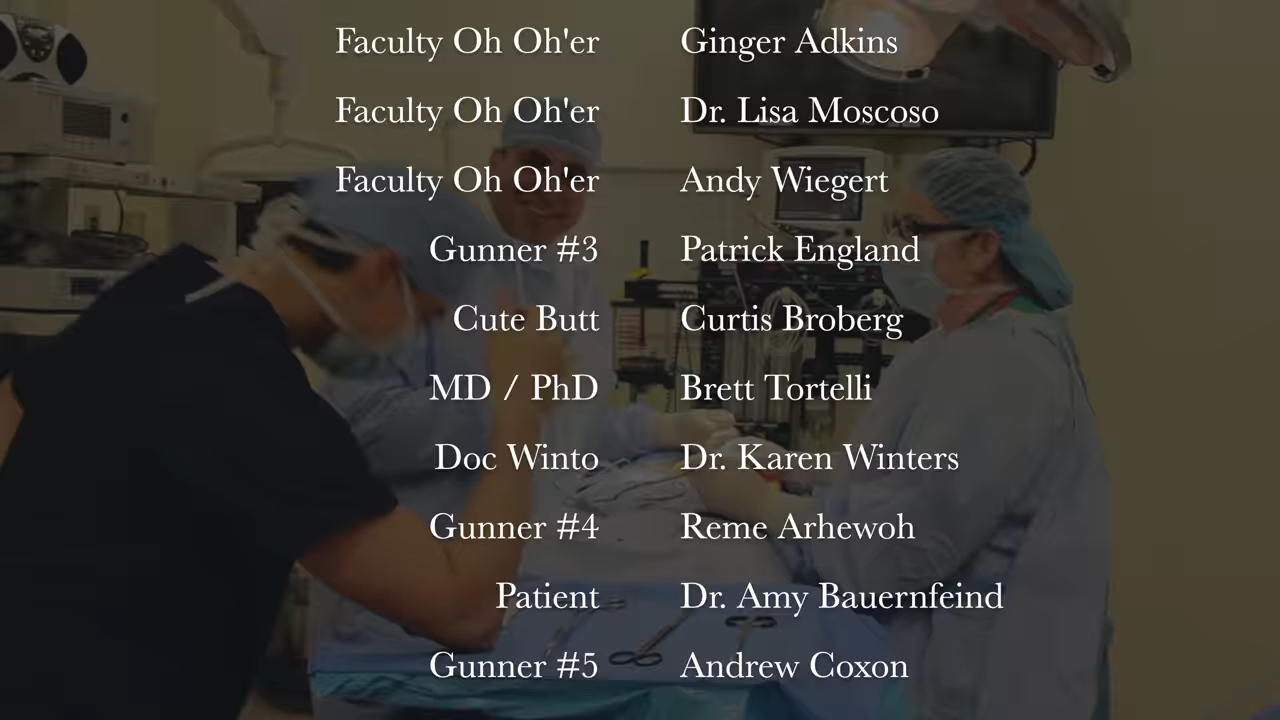 Faculty Oh Oh'er Ginger Adkins
Faculty Oh Oh'er Dr. Lisa Moscoso
Faculty Oh Oh'er Andy Wiegert
Gunner #3 Patrick England
Cute Butt Curtis Broberg
MD / PhD Brett Tortelli
Doc Winto Dr. Karen Winters
Gunner #4 Reme Arhewoh
Patient Dr. Amy Bauernfeind
Gunner #5 Andrew Coxon